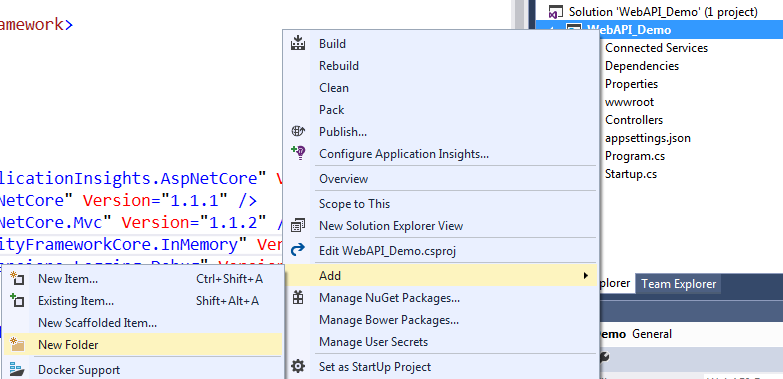 amework>
licationInsights.AspNetCore" V
NetCore" Version="1.1.1" />
NetCore.Mvc" Version="1.1.2" /
ityFrameworkCore.InMemory" Ver
New Item... Ctrl+Shift+A
Existing Item... Shift+Alt+A
New Scaffolded Item...
New Folder
Docker Support
Build
Rebuild
Clean
Pack
Publish...
Configure Application Insights...
Overview
Scope to This
New Solution Explorer View
Edit WebAPI_Demo.csproj
Add
Manage NuGet Packages...
Manage Bower Packages...
Manage User Secrets
Set as StartUp Project
Solution 'WebAPI_Demo' (1 project)
WebAPI_Demo
Connected Services
Dependencies
Properties
wwwroot
Controllers
appsettings.json
Program.cs
Startup.cs
plorer Team Explorer
Demo General